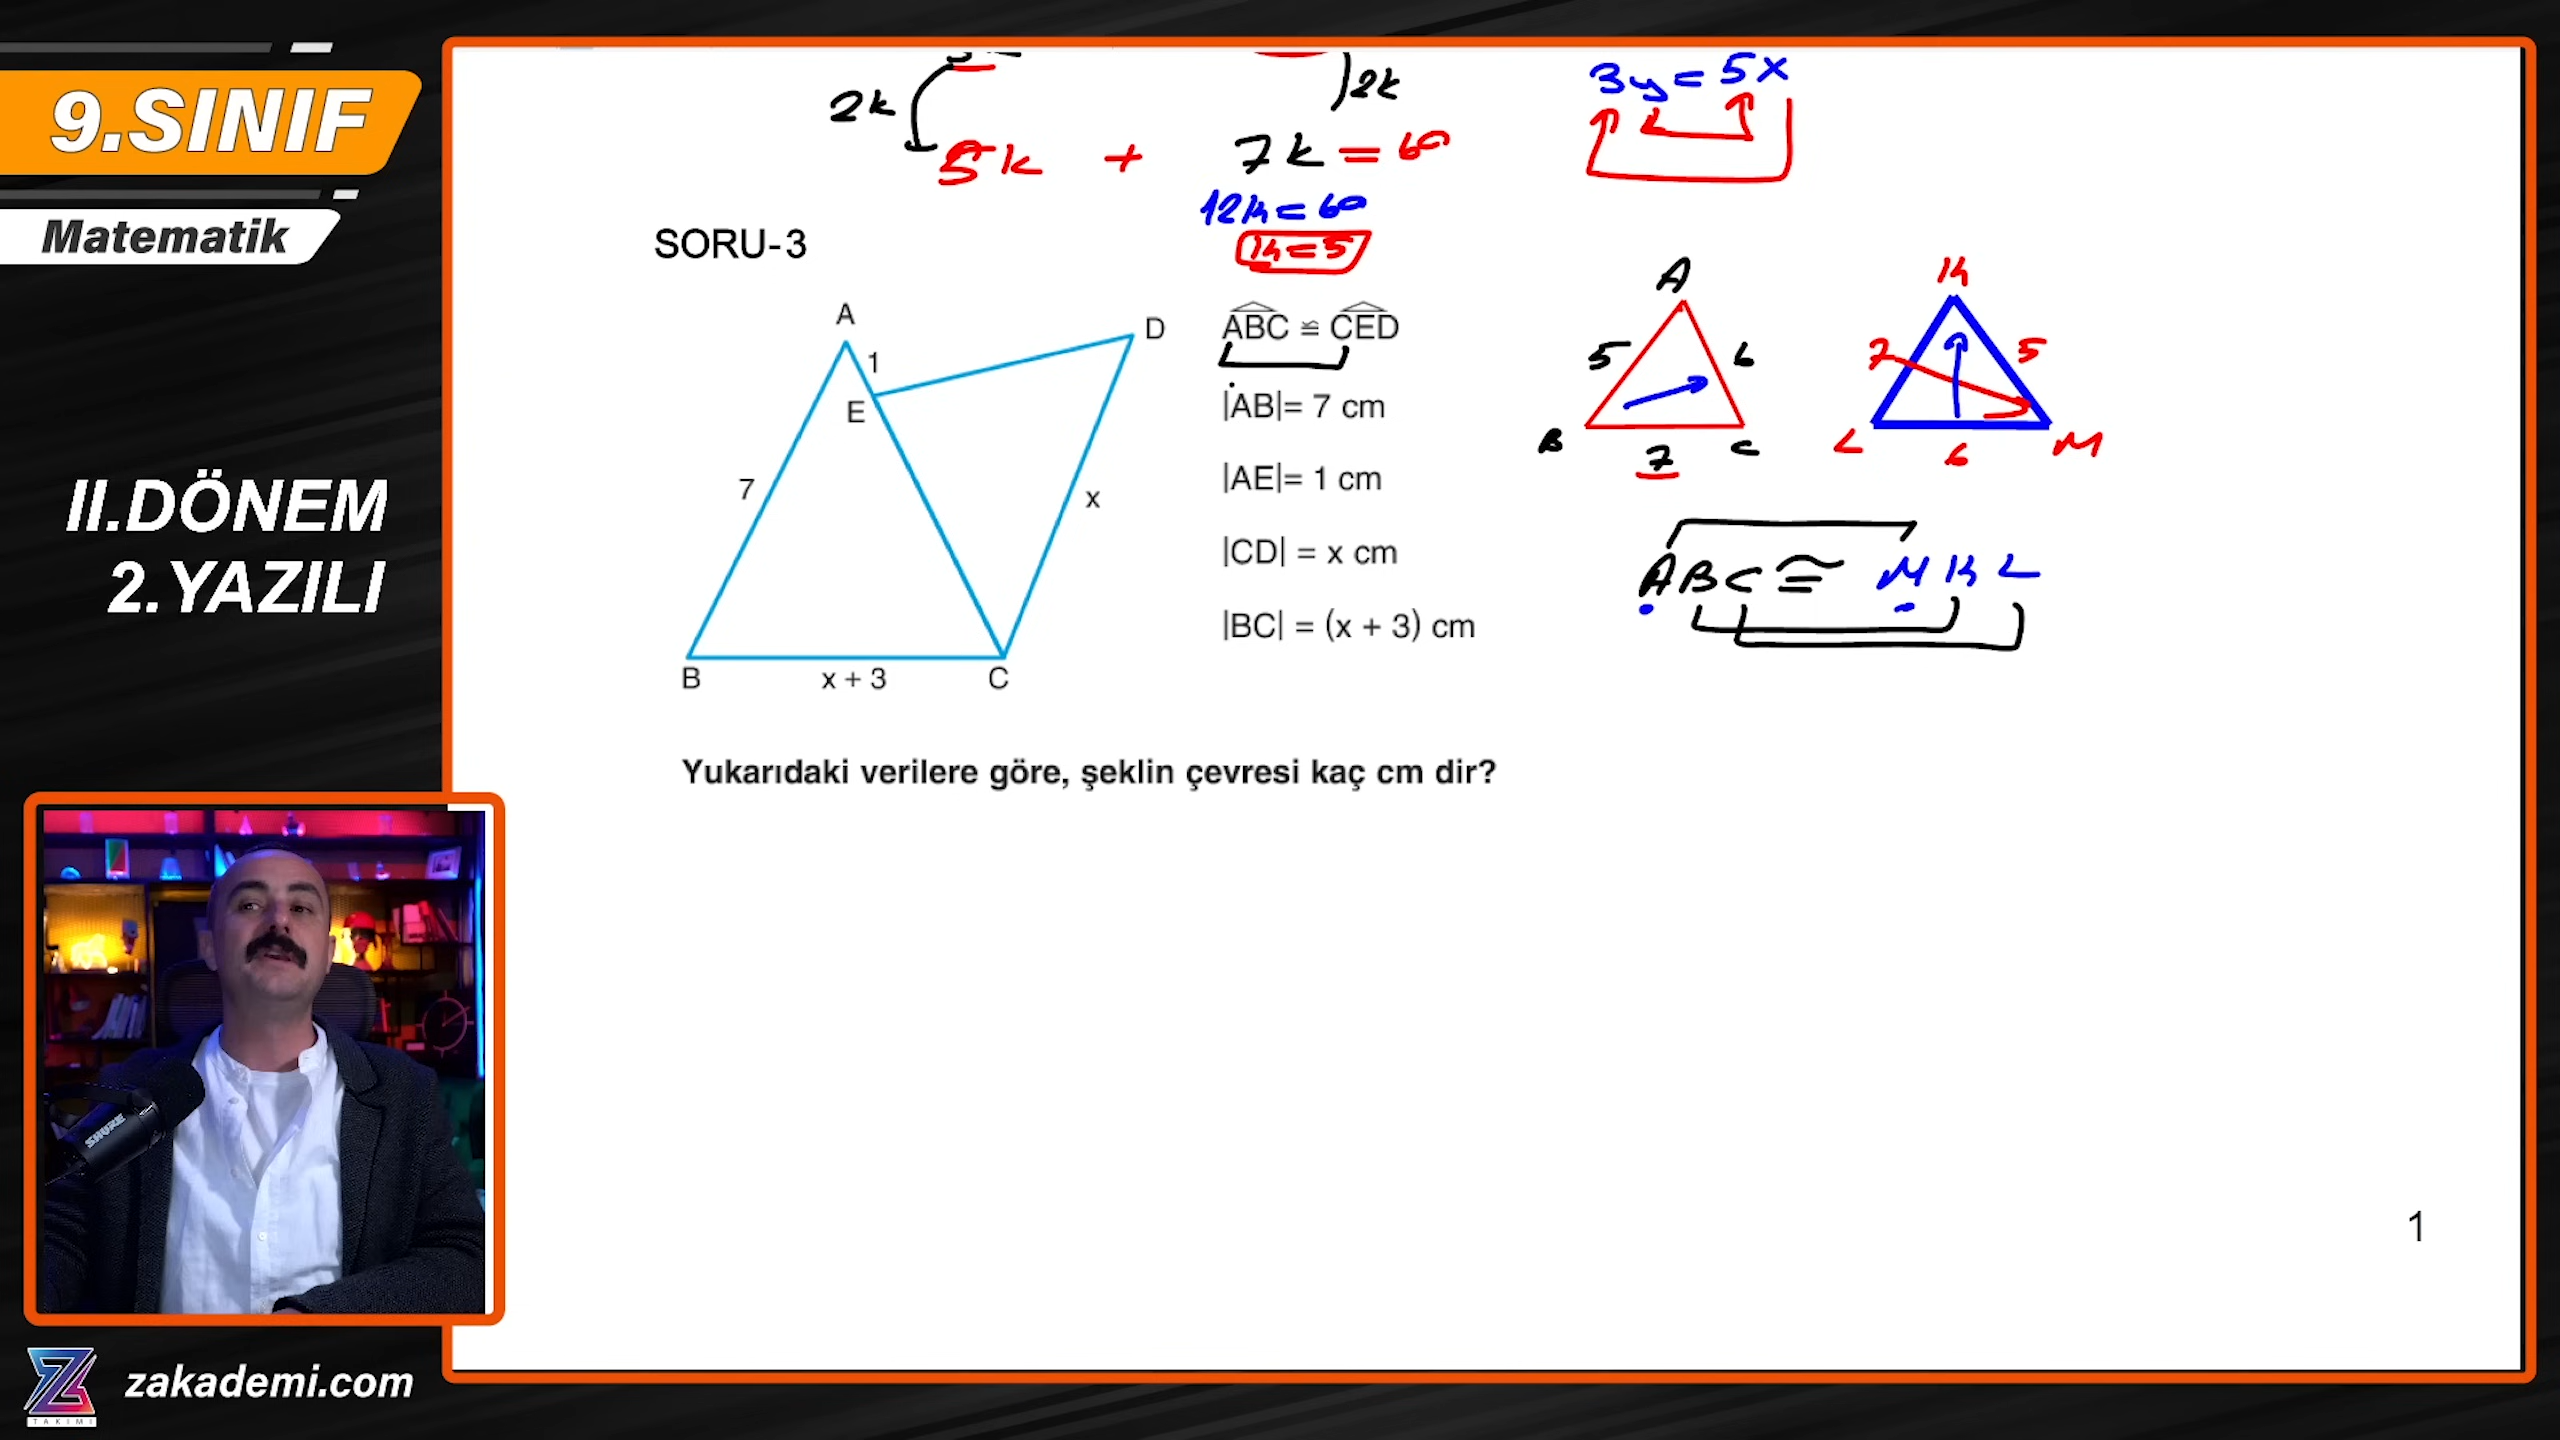 9.SINIF
Matematik
II.DÖNEM
2.YAZILI
2k
2k
5k + 7k = 60
12k = 60
k = 5
3y = 5x
SORU-3
A
1
E
D
7
x
B
x + 3
C
ABC ≅ CED
|AB|= 7 cm
|AE|= 1 cm
|CD| = x cm
|BC| = (x + 3) cm
A
5
6
B
7
C
K
7
5
L
6
M
ABC ≅ MKL
Yukarıdaki verilere göre, şeklin çevresi kaç cm dir?
SHURE
1
TAKIMI
zakademi.com